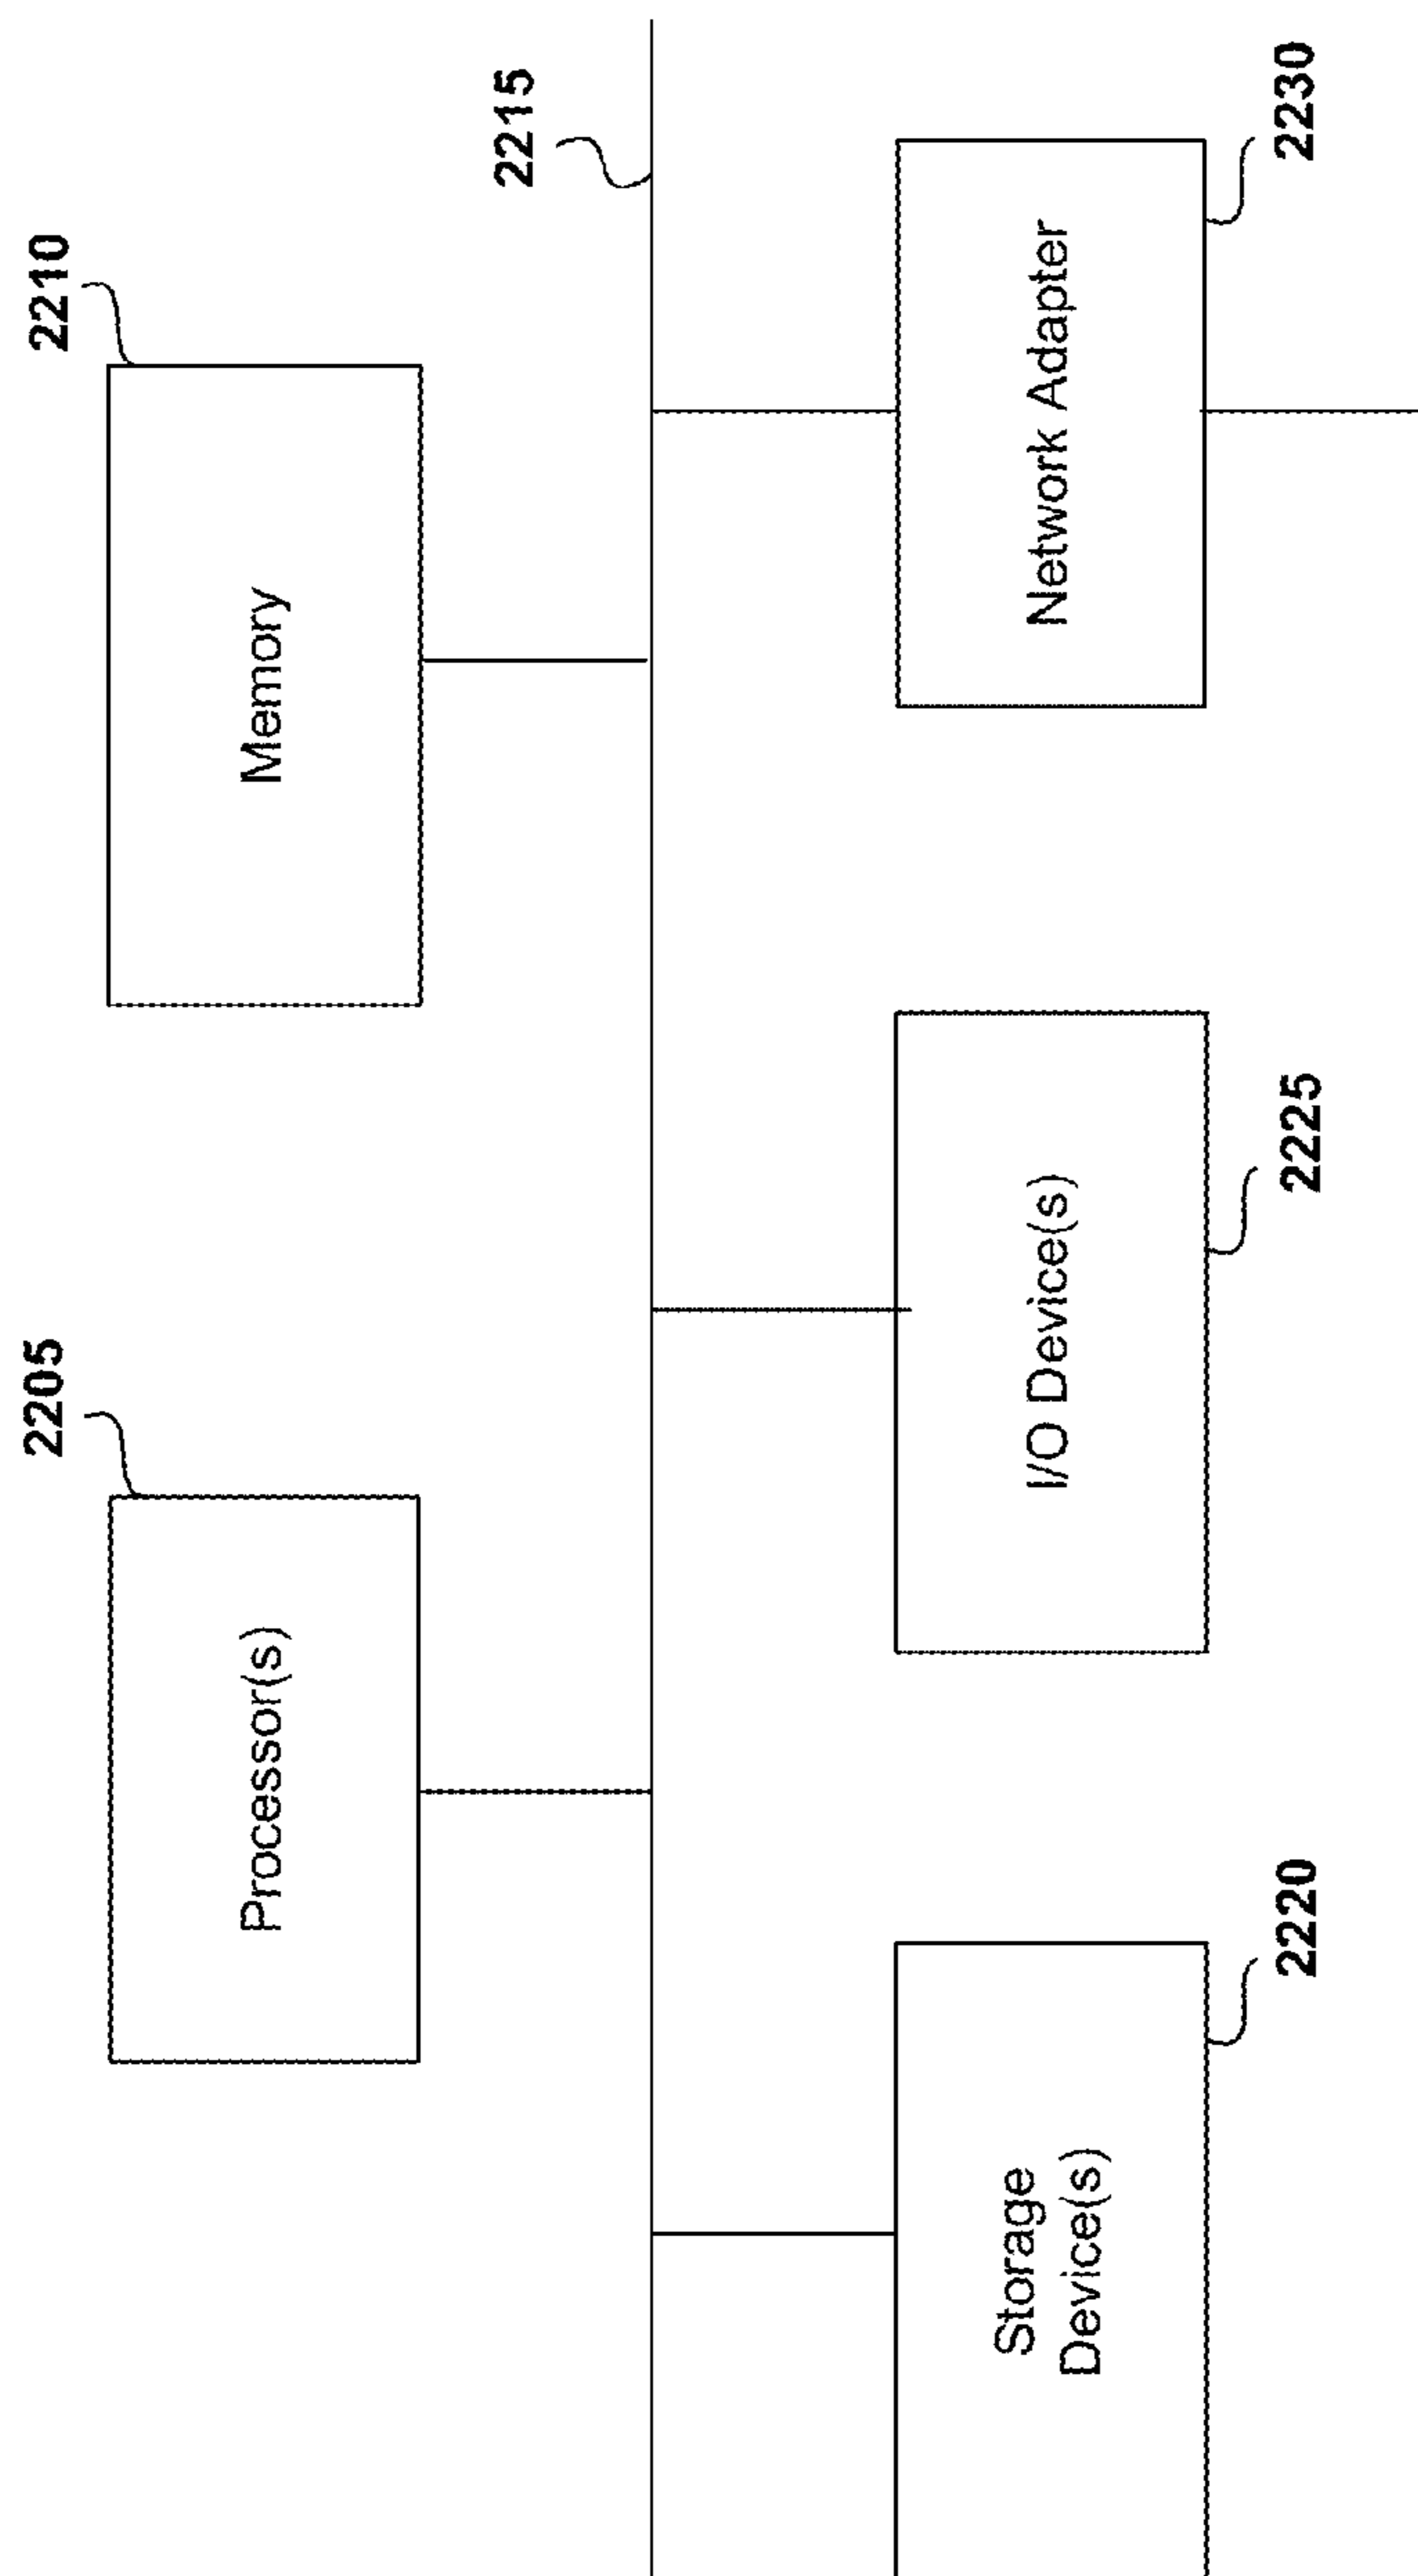 2205
2210
Processor(s)
Memory
2215
Storage
Device(s)
I/O Device(s)
Network Adapter
2220
2225
2230